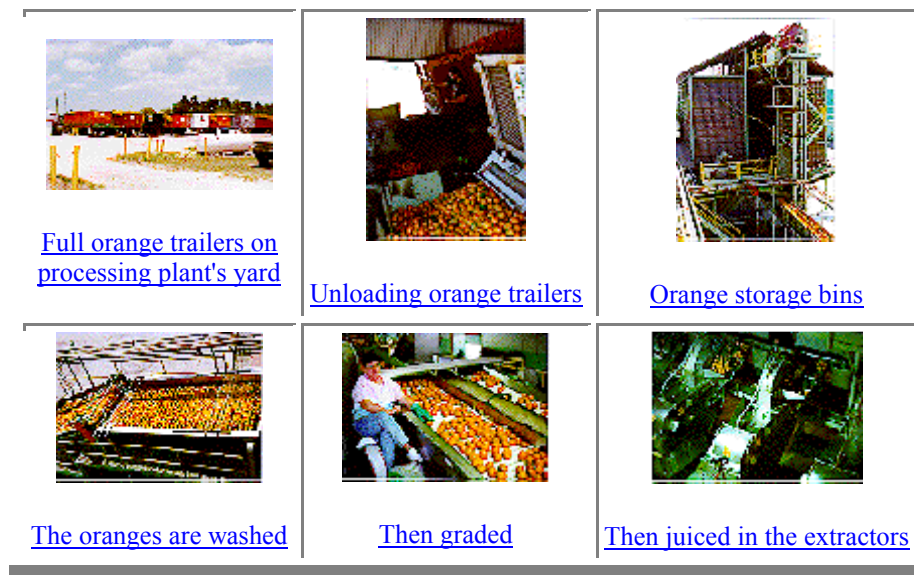 Full orange trailers on
processing plant's yard
Unloading orange trailers
Orange storage bins
The oranges are washed
Then graded
Then juiced in the extractors